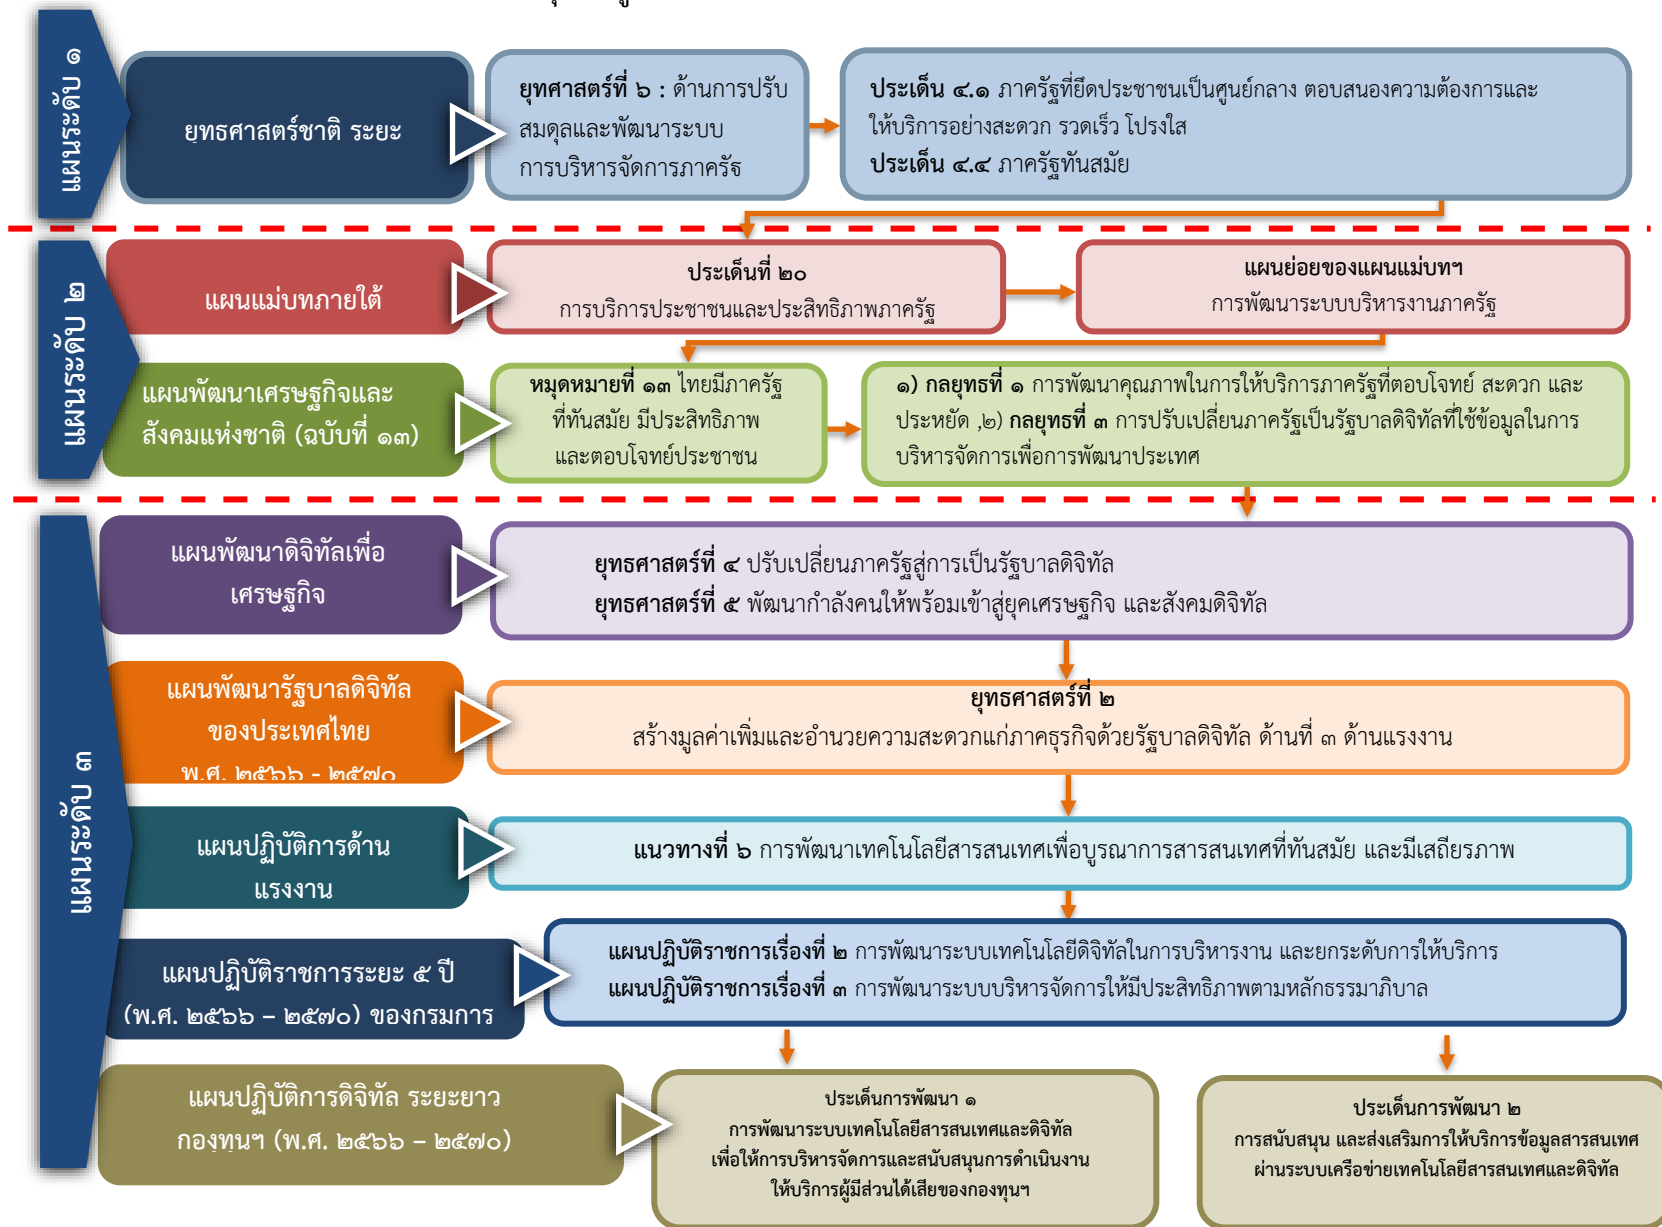 แผนระดับ ๑
ยุทธศาสตร์ชาติ ระยะ
ยุทศาสตร์ที่ ๖ : ด้านการปรับ
สมดุลและพัฒนาระบบ
การบริหารจัดการภาครัฐ
ประเด็น ๔.๑ ภาครัฐที่ยึดประชาชนเป็นศูนย์กลาง ตอบสนองความต้องการและ
ให้บริการอย่างสะดวก รวดเร็ว โปร่งใส
ประเด็น ๔.๔ ภาครัฐทันสมัย
แผนระดับ ๒
แผนแม่บทภายใต้
ประเด็นที่ ๒๐
การบริการประชาชนและประสิทธิภาพภาครัฐ
แผนย่อยของแผนแม่บทฯ
การพัฒนาระบบบริหารงานภาครัฐ
แผนพัฒนาเศรษฐกิจและ
สังคมแห่งชาติ (ฉบับที่ ๑๓)
หมุดหมายที่ ๑๓ ไทยมีภาครัฐ
ที่ทันสมัย มีประสิทธิภาพ
และตอบโจทย์ประชาชน
๑) กลยุทธที่ ๑ การพัฒนาคุณภาพในการให้บริการภาครัฐที่ตอบโจทย์ สะดวก และ
ประหยัด ,๒) กลยุทธที่ ๓ การปรับเปลี่ยนภาครัฐเป็นรัฐบาลดิจิทัลที่ใช้ข้อมูลในการ
บริหารจัดการเพื่อการพัฒนาประเทศ
แผนระดับ ๓
แผนพัฒนาดิจิทัลเพื่อ
เศรษฐกิจ
ยุทธศาสตร์ที่ ๔ ปรับเปลี่ยนภาครัฐสู่การเป็นรัฐบาลดิจิทัล
ยุทธศาสตร์ที่ ๕ พัฒนากำลังคนให้พร้อมเข้าสู่ยุคเศรษฐกิจ และสังคมดิจิทัล
แผนพัฒนารัฐบาลดิจิทัล
ของประเทศไทย
พ.ศ. ๒๕๖๖ - ๒๕๗๐
ยุทธศาสตร์ที่ ๒
สร้างมูลค่าเพิ่มและอำนวยความสะดวกแก่ภาคธุรกิจด้วยรัฐบาลดิจิทัล ด้านที่ ๓ ด้านแรงงาน
แผนปฏิบัติการด้าน
แรงงาน
แนวทางที่ ๖ การพัฒนาเทคโนโลยีสารสนเทศเพื่อบูรณาการสารสนเทศที่ทันสมัย และมีเสถียรภาพ
แผนปฏิบัติราชการระยะ ๕ ปี
(พ.ศ. ๒๕๖๖ – ๒๕๗๐) ของกรมการ
แผนปฏิบัติราชการเรื่องที่ ๒ การพัฒนาระบบเทคโนโลยีดิจิทัลในการบริหารงาน และยกระดับการให้บริการ
แผนปฏิบัติราชการเรื่องที่ ๓ การพัฒนาระบบบริหารจัดการให้มีประสิทธิภาพตามหลักธรรมาภิบาล
แผนปฏิบัติการดิจิทัล ระยะยาว
กองทุนฯ (พ.ศ. ๒๕๖๖ – ๒๕๗๐)
ประเด็นการพัฒนา ๑
การพัฒนาระบบเทคโนโลยีสารสนเทศและดิจิทัล
เพื่อให้การบริหารจัดการและสนับสนุนการดำเนินงาน
ให้บริการผู้มีส่วนได้เสียของกองทุนฯ
ประเด็นการพัฒนา ๒
การสนับสนุน และส่งเสริมการให้บริการข้อมูลสารสนเทศ
ผ่านระบบเครือข่ายเทคโนโลยีสารสนเทศและดิจิทัล